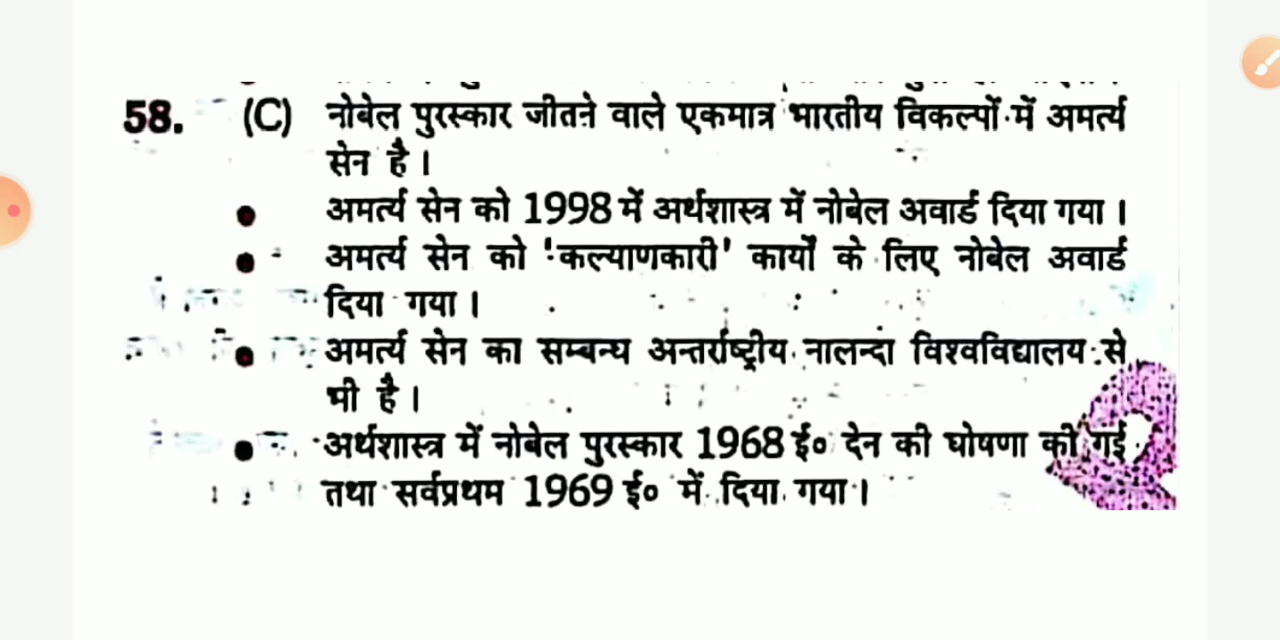 58. (C) नोबेल पुरस्कार जीतने वाले एकमात्र भारतीय विकल्पों में अमर्त्य
सेन है।
● अमर्त्य सेन को 1998 में अर्थशास्त्र में नोबेल अवार्ड दिया गया।
● अमर्त्य सेन को 'कल्याणकारी' कार्यों के लिए नोबेल अवार्ड
दिया गया।
● अमर्त्य सेन का सम्बन्ध अन्तर्राष्ट्रीय नालन्दा विश्वविद्यालय से
भी है।
● अर्थशास्त्र में नोबेल पुरस्कार 1968 ई० देन की घोषणा की गई
तथा सर्वप्रथम 1969 ई० में दिया गया।